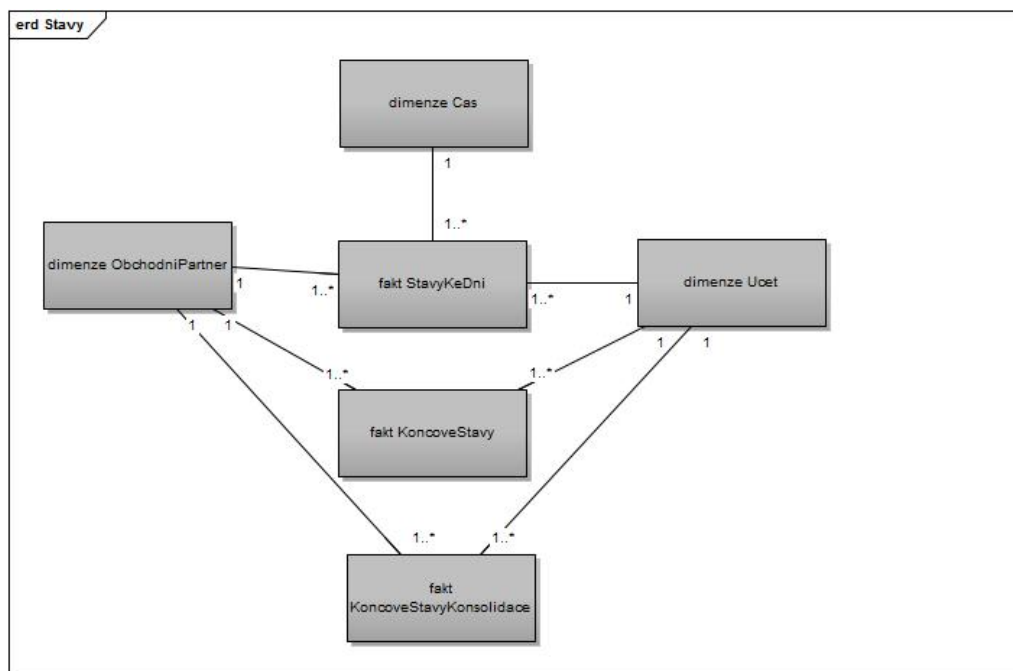 erd Stavy
dimenze Cas
1
1..*
dimenze ObchodniPartner
1
1..*
fakt StavyKeDni
1..*
1
dimenze Ucet
1
1
1
1
1..*
1..*
fakt KoncoveStavy
1..*
1..*
fakt
KoncoveStavyKonsolidace